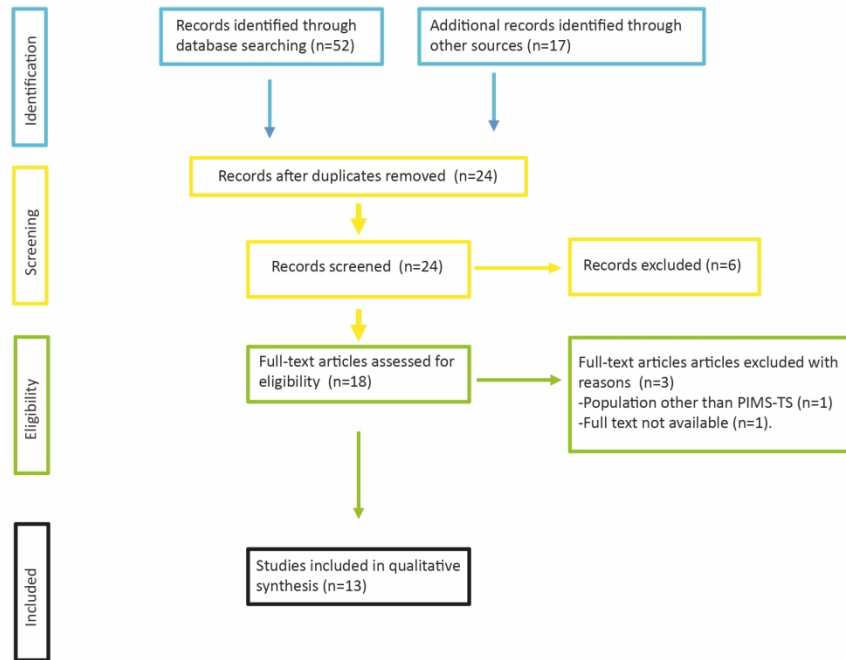 Identification
Records identified through
database searching (n=52)
Additional records identified through
other sources (n=17)
Screening
Records after duplicates removed (n=24)
Records screened (n=24)
Records excluded (n=6)
Eligibility
Full-text articles assessed for
eligibility (n=18)
Full-text articles articles excluded with
reasons (n=3)
-Population other than PIMS-TS (n=1)
-Full text not available (n=1).
Included
Studies included in qualitative
synthesis (n=13)